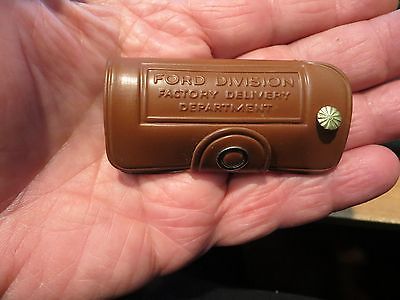 FORD DIVISION
FACTORY DELIVERY
DEPARTMENT